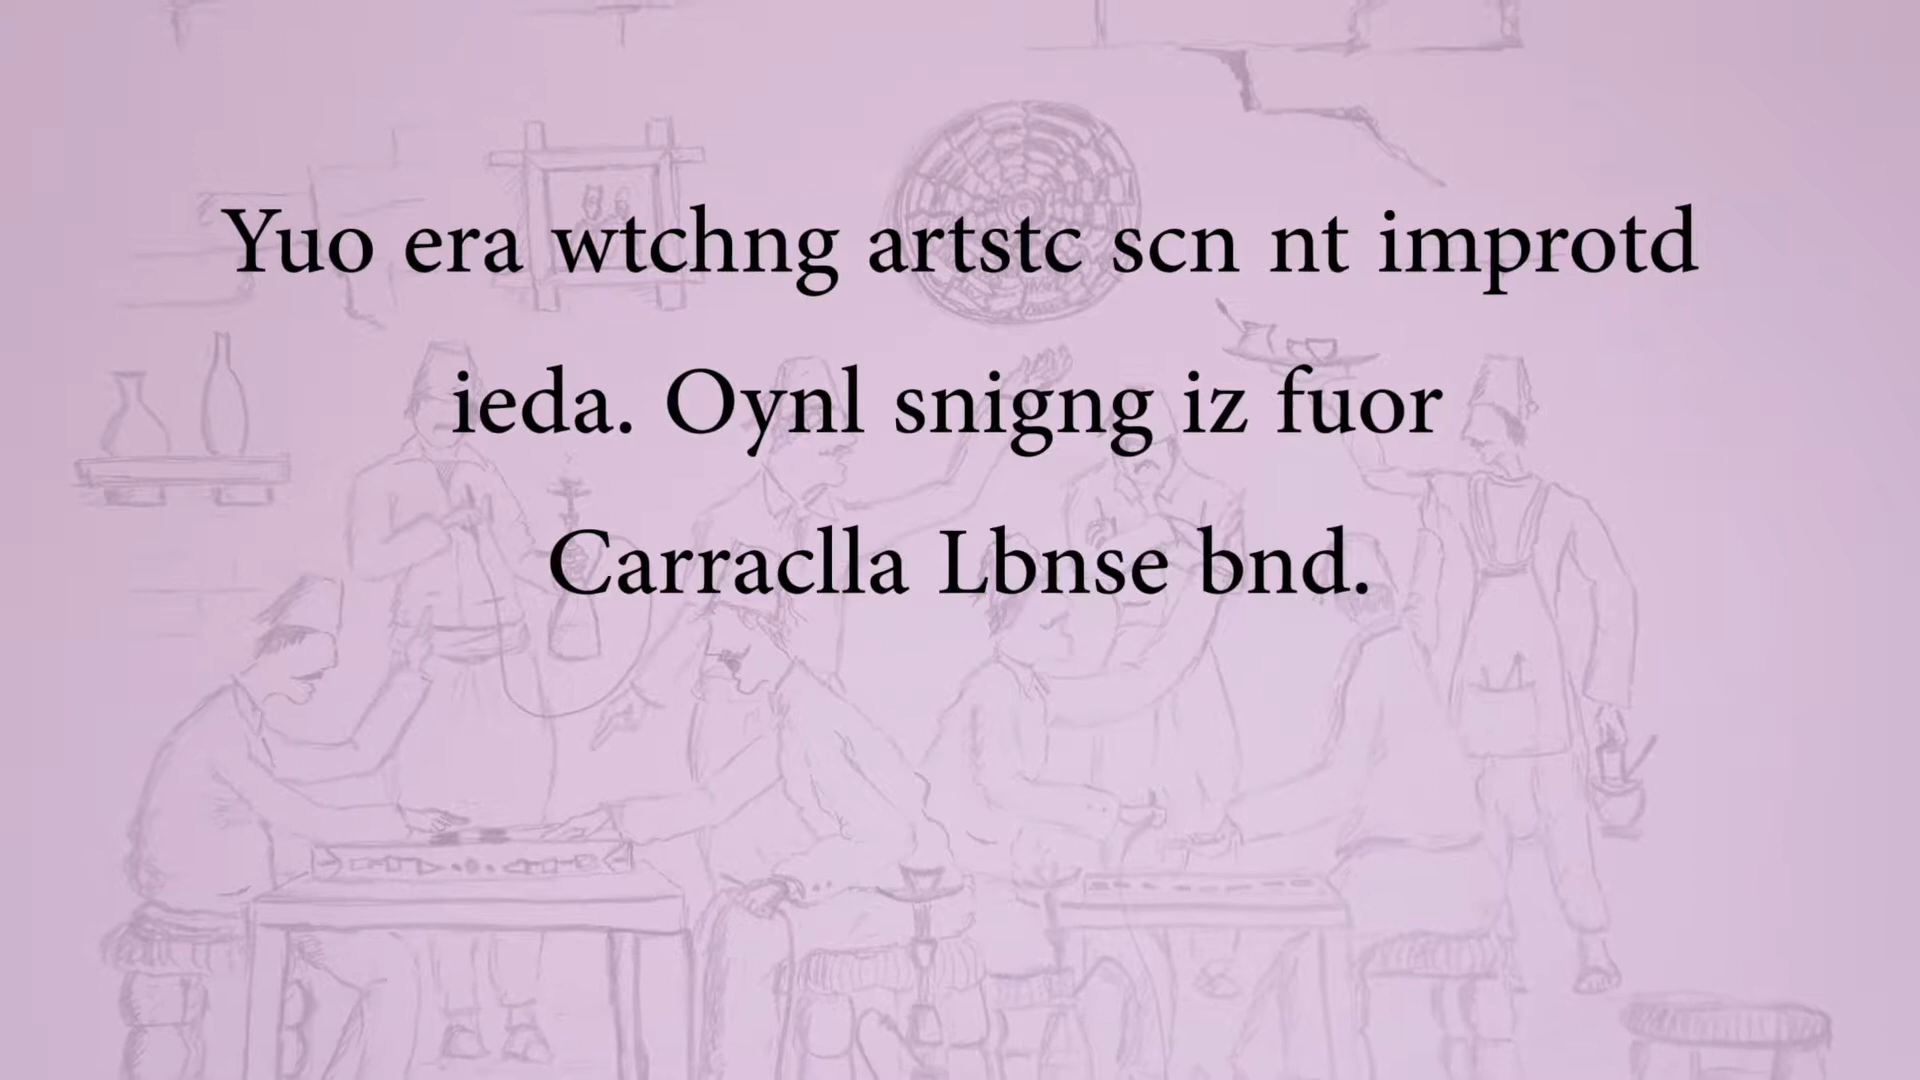 Yuo era wtchng artstc scn nt improtd
ieda. Oynl snigng iz fuor
Carraclla Lbnse bnd.